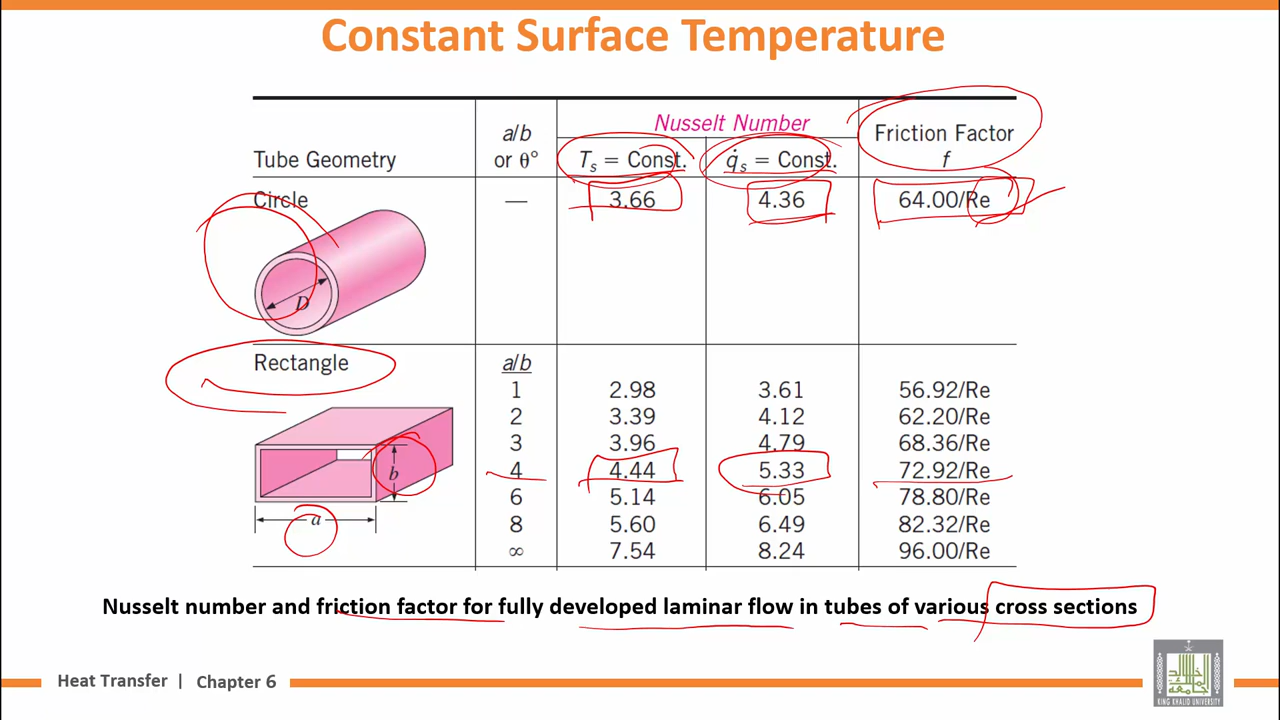 Constant Surface Temperature
Nusselt Number
Tube Geometry
a/b
or θ°
Tₛ = Const.
q̇ₛ = Const.
Friction Factor
f
Circle — 3.66 4.36 64.00/Re
D
Rectangle
a/b
1 2.98 3.61 56.92/Re
2 3.39 4.12 62.20/Re
3 3.96 4.79 68.36/Re
4 4.44 5.33 72.92/Re
6 5.14 6.05 78.80/Re
8 5.60 6.49 82.32/Re
∞ 7.54 8.24 96.00/Re
b
a
Nusselt number and friction factor for fully developed laminar flow in tubes of various cross sections
Heat Transfer | Chapter 6
KING KHALID UNIVERSITY